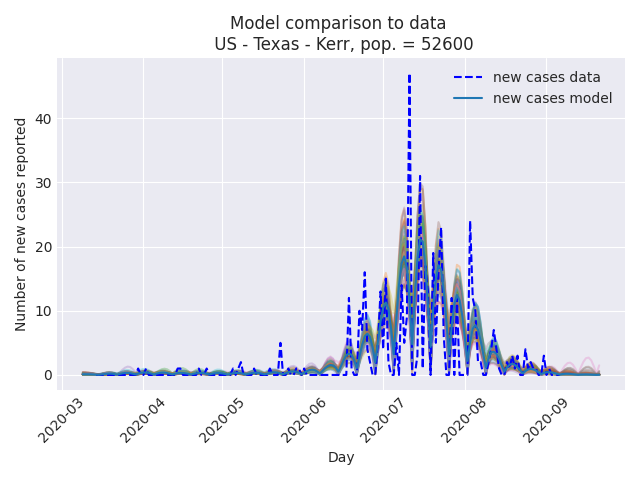 Model comparison to data
US - Texas - Kerr, pop. = 52600
new cases data
new cases model
Number of new cases reported
40
30
20
10
0
2020-03
2020-04
2020-05
2020-06
2020-07
2020-08
2020-09
Day